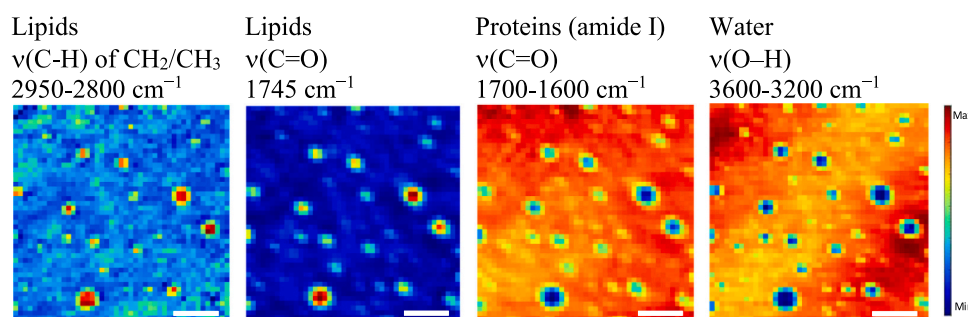 Lipids
ν(C-H) of CH₂/CH₃
2950-2800 cm⁻¹
Lipids
ν(C=O)
1745 cm⁻¹
Proteins (amide I)
ν(C=O)
1700-1600 cm⁻¹
Water
ν(O–H)
3600-3200 cm⁻¹